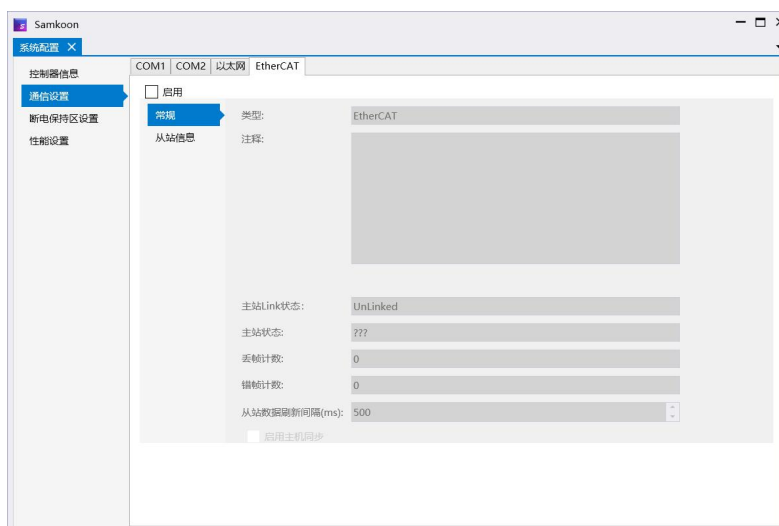 Samkoon
系统配置
控制器信息
通信设置
断电保持区设置
性能设置
COM1 COM2 以太网 EtherCAT
启用
常规
从站信息
类型: EtherCAT
注释:
主站Link状态: UnLinked
主站状态: ???
丢帧计数: 0
错帧计数: 0
从站数据刷新间隔(ms): 500
启用主机同步